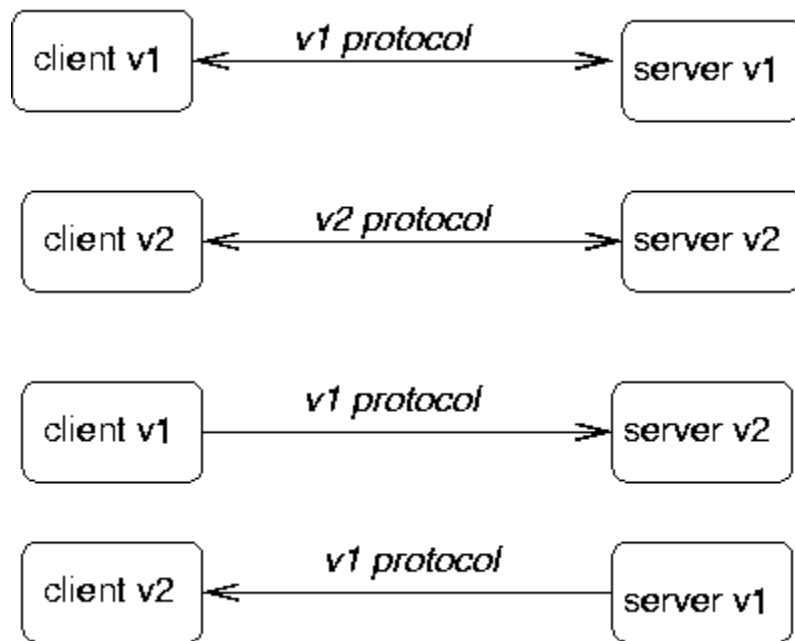 client v1
v1 protocol
server v1
client v2
v2 protocol
server v2
client v1
v1 protocol
server v2
client v2
v1 protocol
server v1